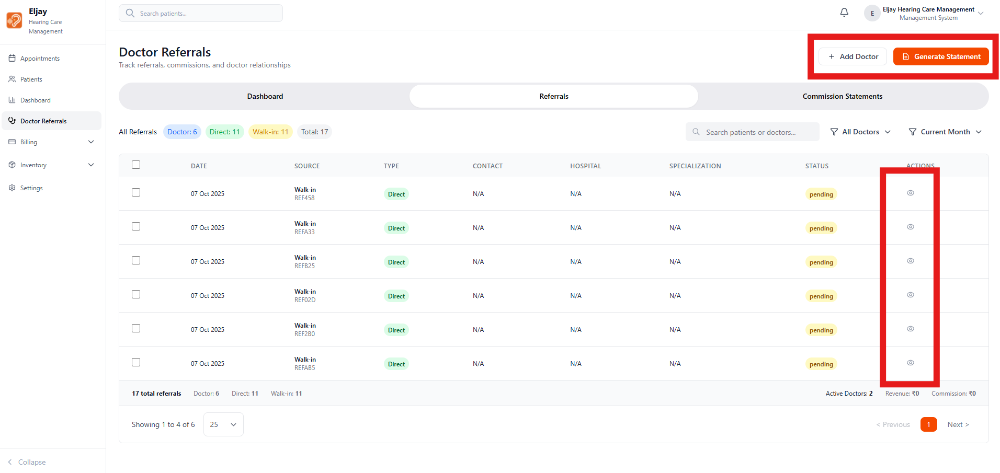 Eljay
Hearing Care
Management
Search patients...
E
Eljay Hearing Care Management
Management System
Appointments
Patients
Dashboard
Doctor Referrals
Billing
Inventory
Settings
Collapse
Doctor Referrals
Track referrals, commissions, and doctor relationships
+ Add Doctor
Generate Statement
Dashboard Referrals Commission Statements
All Referrals Doctor: 6 Direct: 11 Walk-in: 11 Total: 17
Search patients or doctors... All Doctors Current Month
DATE SOURCE TYPE CONTACT HOSPITAL SPECIALIZATION STATUS ACTIONS
07 Oct 2025 Walk-in Direct N/A N/A N/A pending
REF458
07 Oct 2025 Walk-in Direct N/A N/A N/A pending
REFA33
07 Oct 2025 Walk-in Direct N/A N/A N/A pending
REFB25
07 Oct 2025 Walk-in Direct N/A N/A N/A pending
REF02D
07 Oct 2025 Walk-in Direct N/A N/A N/A pending
REF2B0
07 Oct 2025 Walk-in Direct N/A N/A N/A pending
REFAB5
17 total referrals Doctor: 6 Direct: 11 Walk-in: 11 Active Doctors: 2 Revenue: ₹0 Commission: ₹0
Showing 1 to 4 of 6 25 < Previous 1 Next >